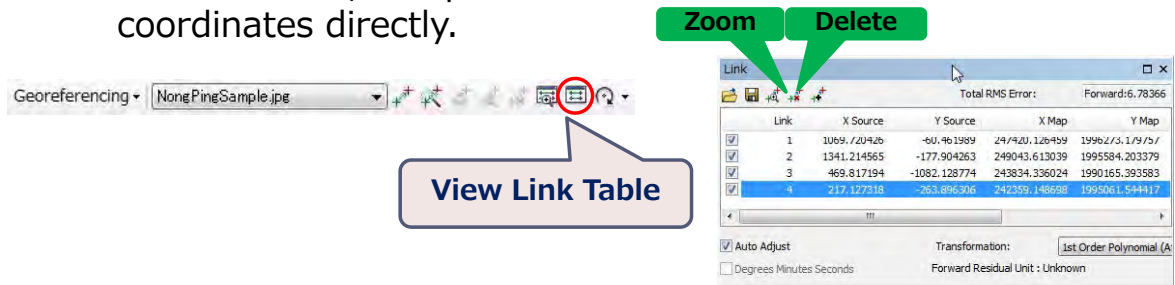 coordinates directly.
Zoom Delete
Georeferencing NongPingSample.jpg
View Link Table
Link
Total RMS Error: Forward:6.78366
Link X Source Y Source X Map Y Map
1 1069.720426 -60.461989 247420.126459 1996273.179757
2 1341.214565 -177.904263 249043.613039 1995584.203379
3 469.817194 -1082.128774 243834.336024 1990165.393583
4 217.127318 -263.896306 242359.148698 1995061.544417
Auto Adjust Transformation: 1st Order Polynomial (A
Degrees Minutes Seconds Forward Residual Unit : Unknown